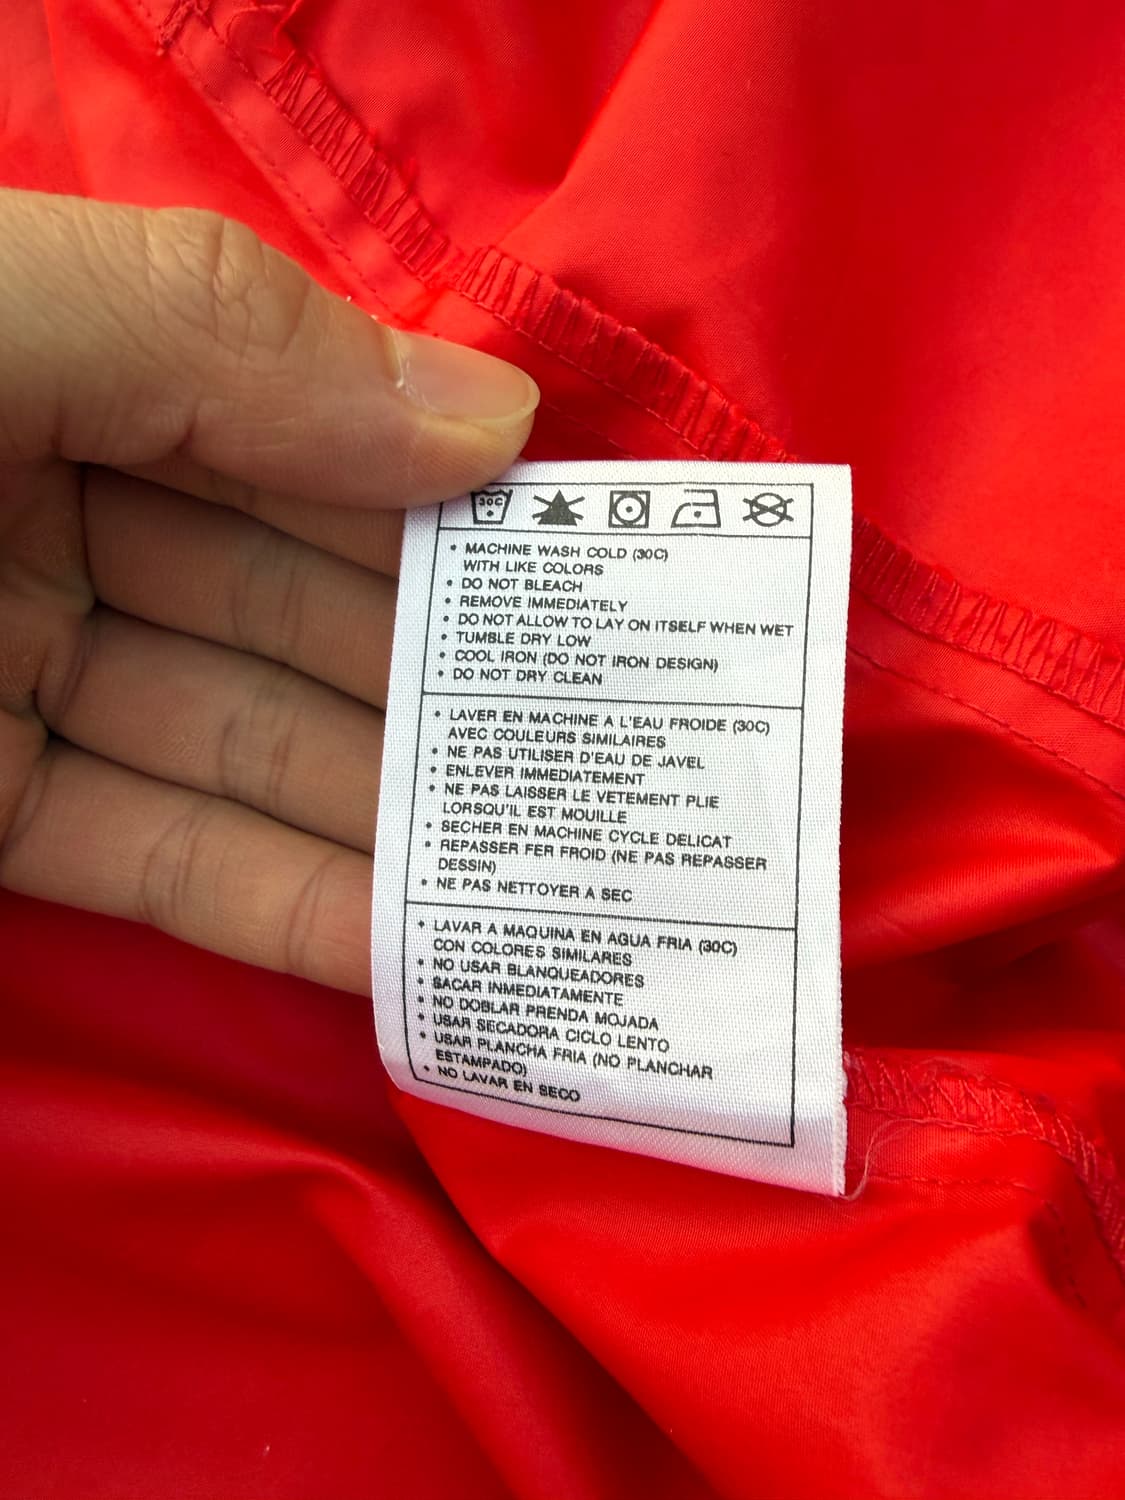 30C
• MACHINE WASH COLD (30C)
WITH LIKE COLORS
• DO NOT BLEACH
• REMOVE IMMEDIATELY
• DO NOT ALLOW TO LAY ON ITSELF WHEN WET
• TUMBLE DRY LOW
• COOL IRON (DO NOT IRON DESIGN)
• DO NOT DRY CLEAN
• LAVER EN MACHINE A L'EAU FROIDE (30C)
AVEC COULEURS SIMILAIRES
• NE PAS UTILISER D'EAU DE JAVEL
• ENLEVER IMMEDIATEMENT
• NE PAS LAISSER LE VETEMENT PLIE
LORSQU'IL EST MOUILLE
• SECHER EN MACHINE CYCLE DELICAT
• REPASSER FER FROID (NE PAS REPASSER
DESSIN)
• NE PAS NETTOYER A SEC
• LAVAR A MAQUINA EN AGUA FRIA (30C)
CON COLORES SIMILARES
• NO USAR BLANQUEADORES
• SACAR INMEDIATAMENTE
• NO DOBLAR PRENDA MOJADA
• USAR SECADORA CICLO LENTO
• USAR PLANCHA FRIA (NO PLANCHAR
ESTAMPADO)
• NO LAVAR EN SECO